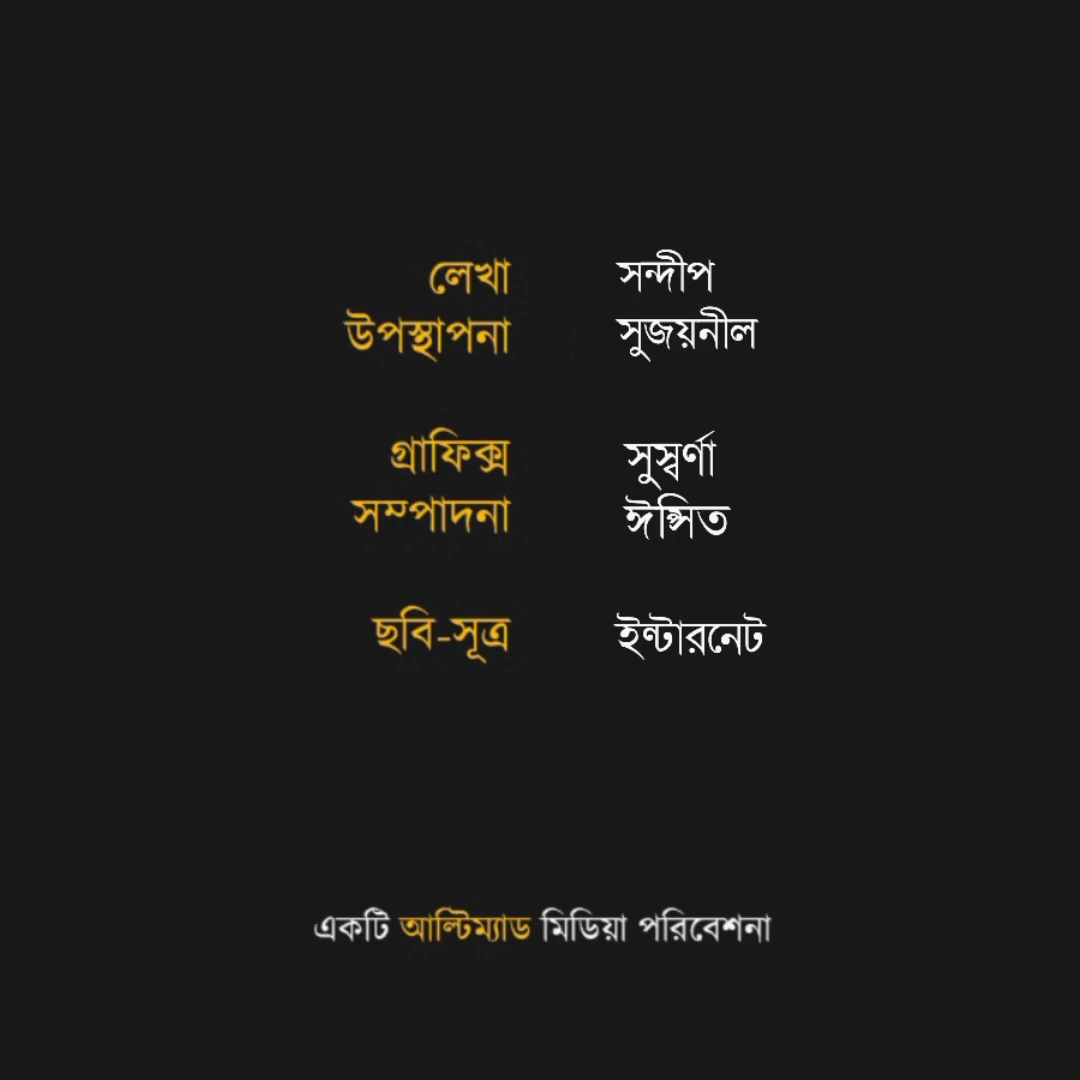 লেখা সন্দীপ
উপস্থাপনা সুজয়নীল
গ্রাফিক্স সুস্বর্ণা
সম্পাদনা ঈপ্সিত
ছবি-সূত্র ইন্টারনেট
একটি আল্টিম্যাড মিডিয়া পরিবেশনা